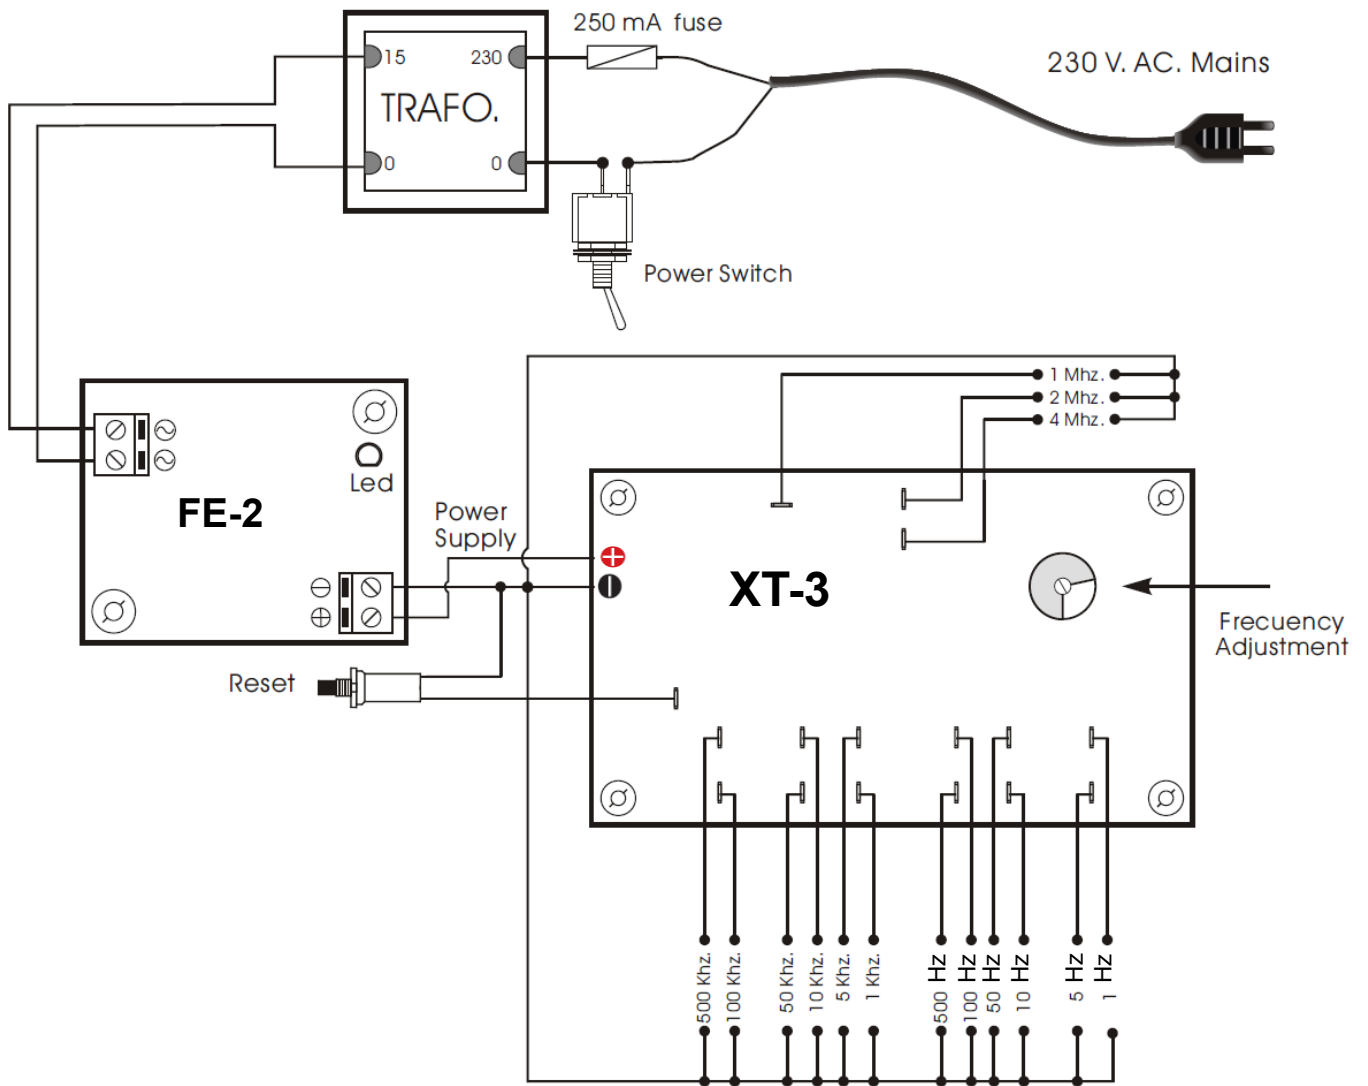 250 mA fuse
230 V. AC. Mains
15
230
TRAFO.
0
0
Power Switch
1 Mhz.
2 Mhz.
4 Mhz.
Led
FE-2
Power
Supply
XT-3
Frecuency
Adjustment
Reset
500 Khz.
100 Khz.
50 Khz.
10 Khz.
5 Khz.
1 Khz.
500 Hz
100 Hz
50 Hz
10 Hz
5 Hz
1 Hz